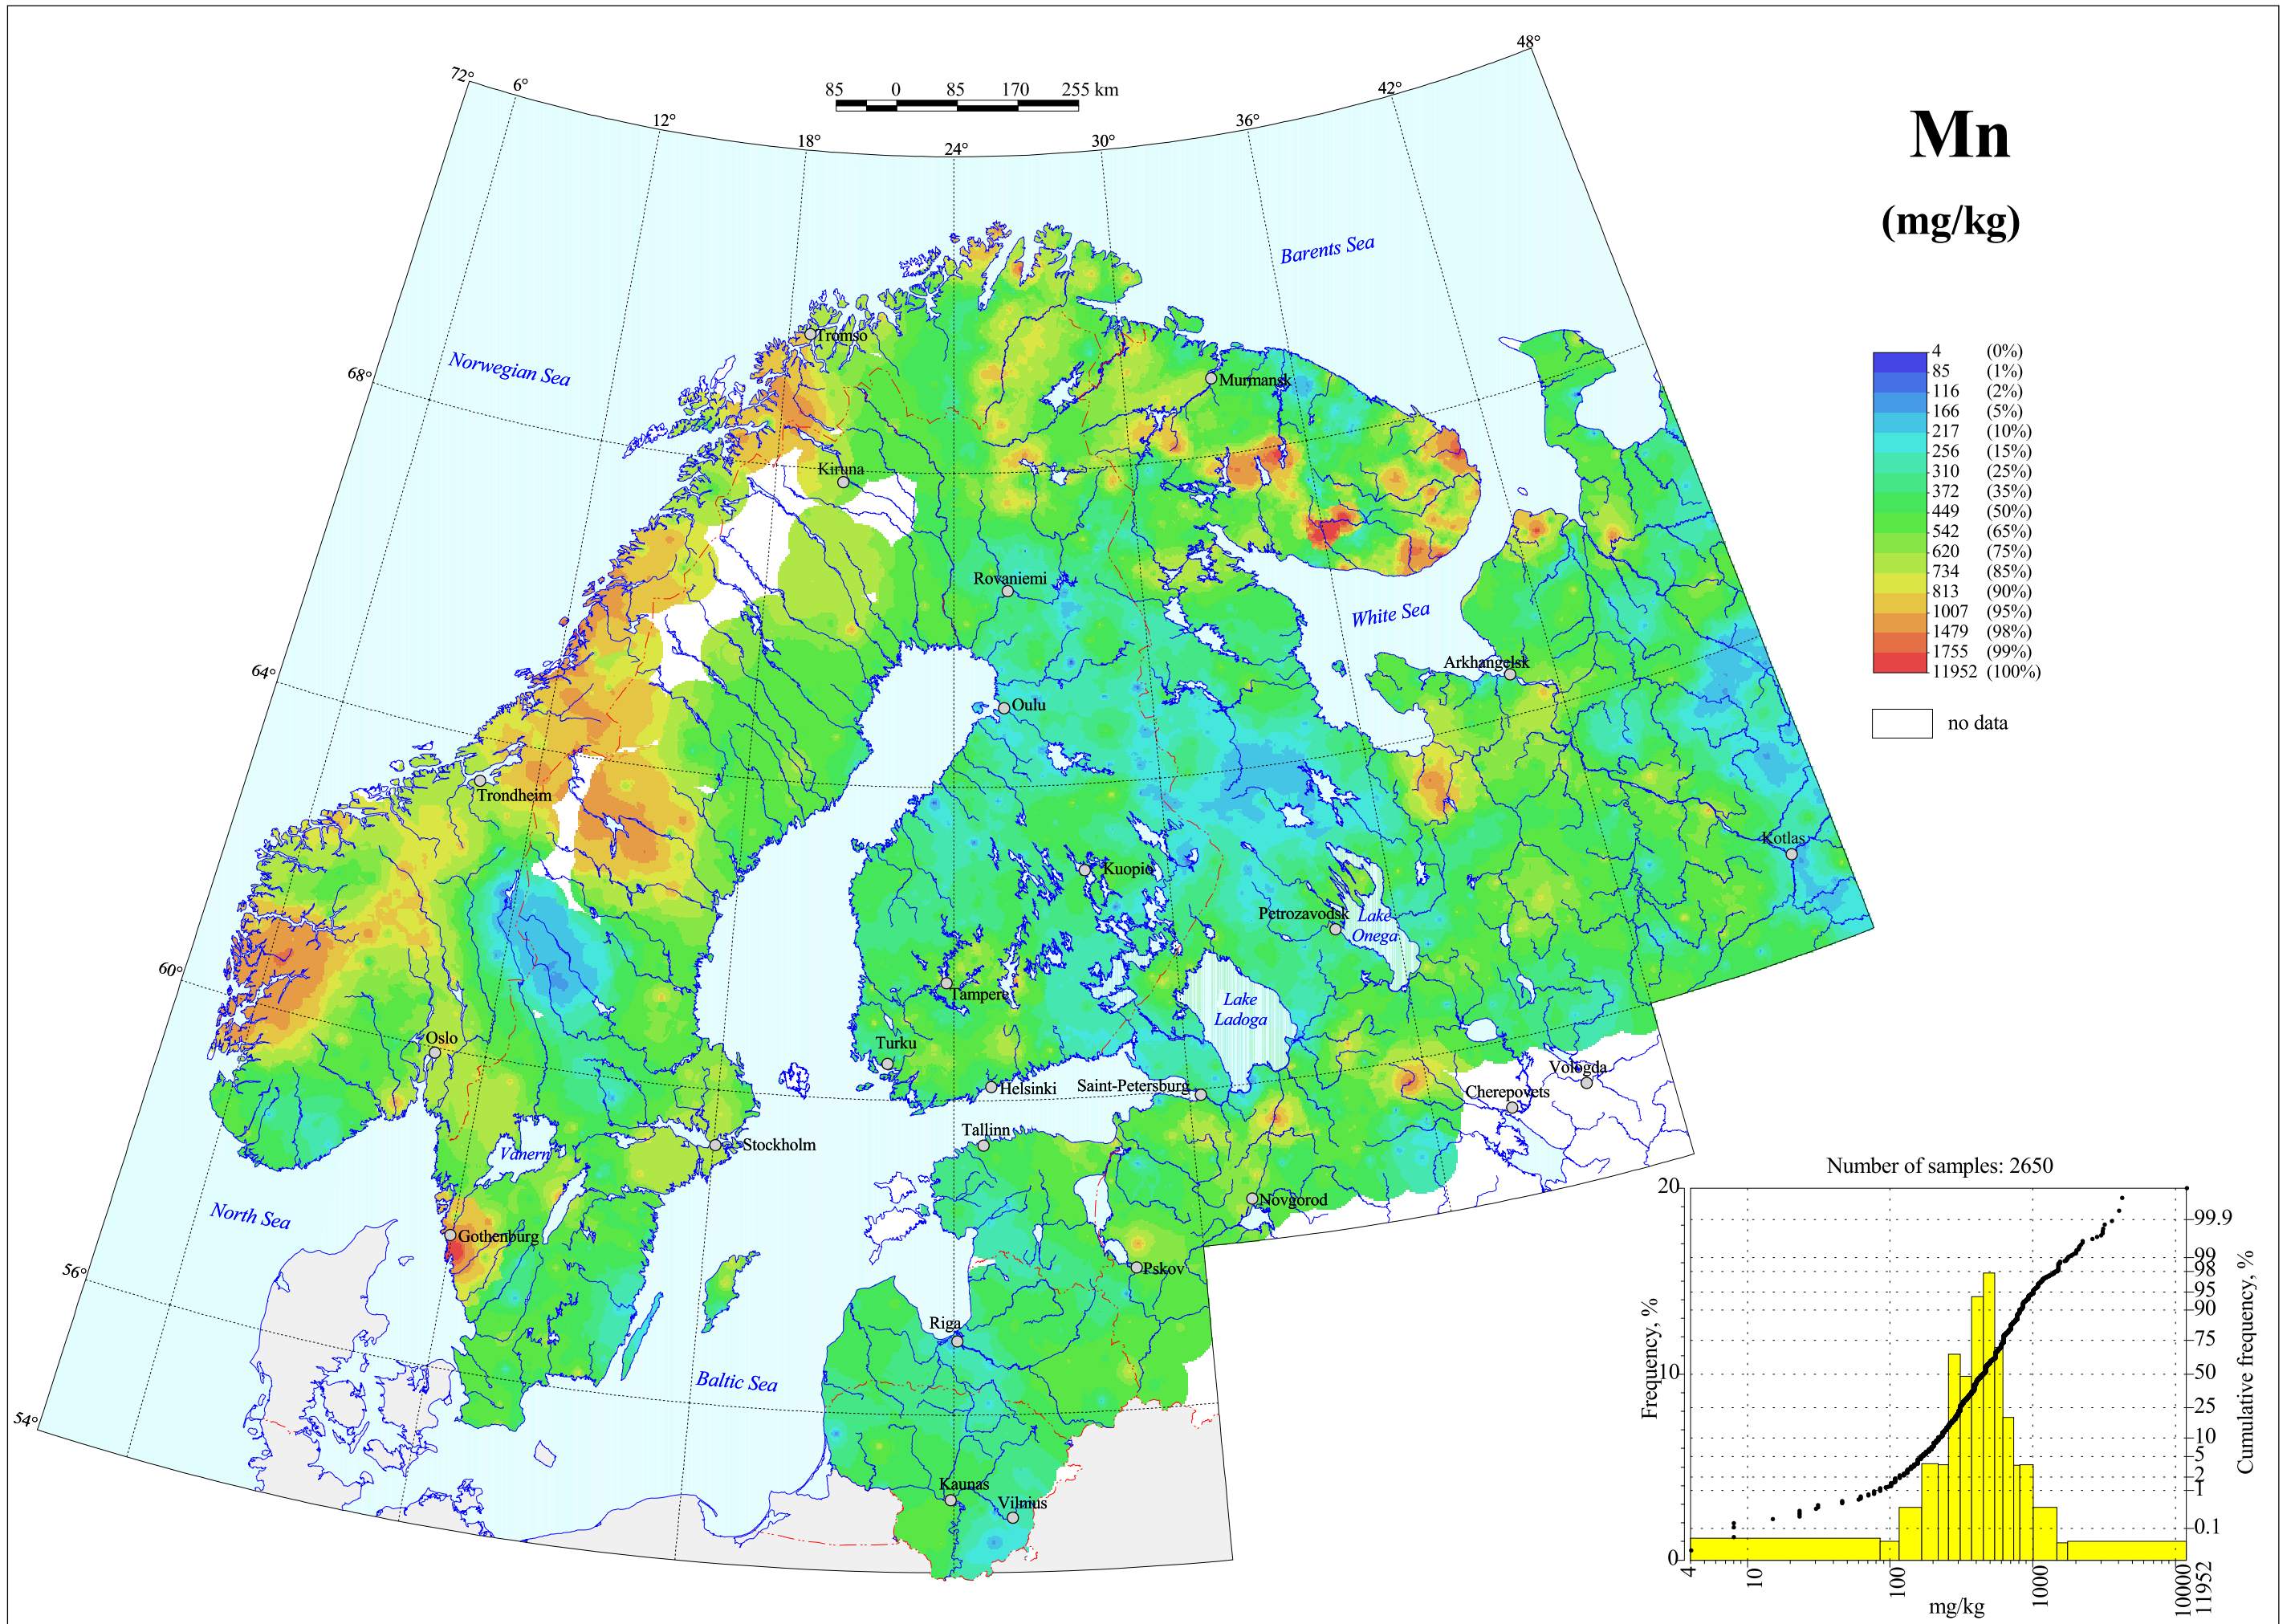 48°
72°
6°
42°
85 0 85 170 255 km
12°
36°
18°
30°
24°
Mn
(mg/kg)
Barents Sea
Tromso
Norwegian Sea
68°
Murmansk
4 (0%)
85 (1%)
116 (2%)
166 (5%)
217 (10%)
256 (15%)
310 (25%)
372 (35%)
449 (50%)
542 (65%)
620 (75%)
734 (85%)
813 (90%)
1007 (95%)
1479 (98%)
1755 (99%)
11952 (100%)
no data
Kiruna
Rovaniemi
White Sea
Arkhangelsk
64°
Oulu
Trondheim
Kotlas
Kuopio
Petrozavodsk
Lake
Onega
60°
Tampere
Lake
Ladoga
Oslo
Turku
Helsinki
Saint-Petersburg
Vologda
Cherepovets
Tallinn
Stockholm
Vanern
Novgorod
North Sea
Gothenburg
Pskov
56°
Riga
Baltic Sea
54°
Kaunas
Vilnius
Number of samples: 2650
Frequency, %
20
10
0
Cumulative frequency, %
99.9
99
98
95
90
75
50
25
10
5
2
1
0.1
4
10
100
1000
10000
11952
mg/kg